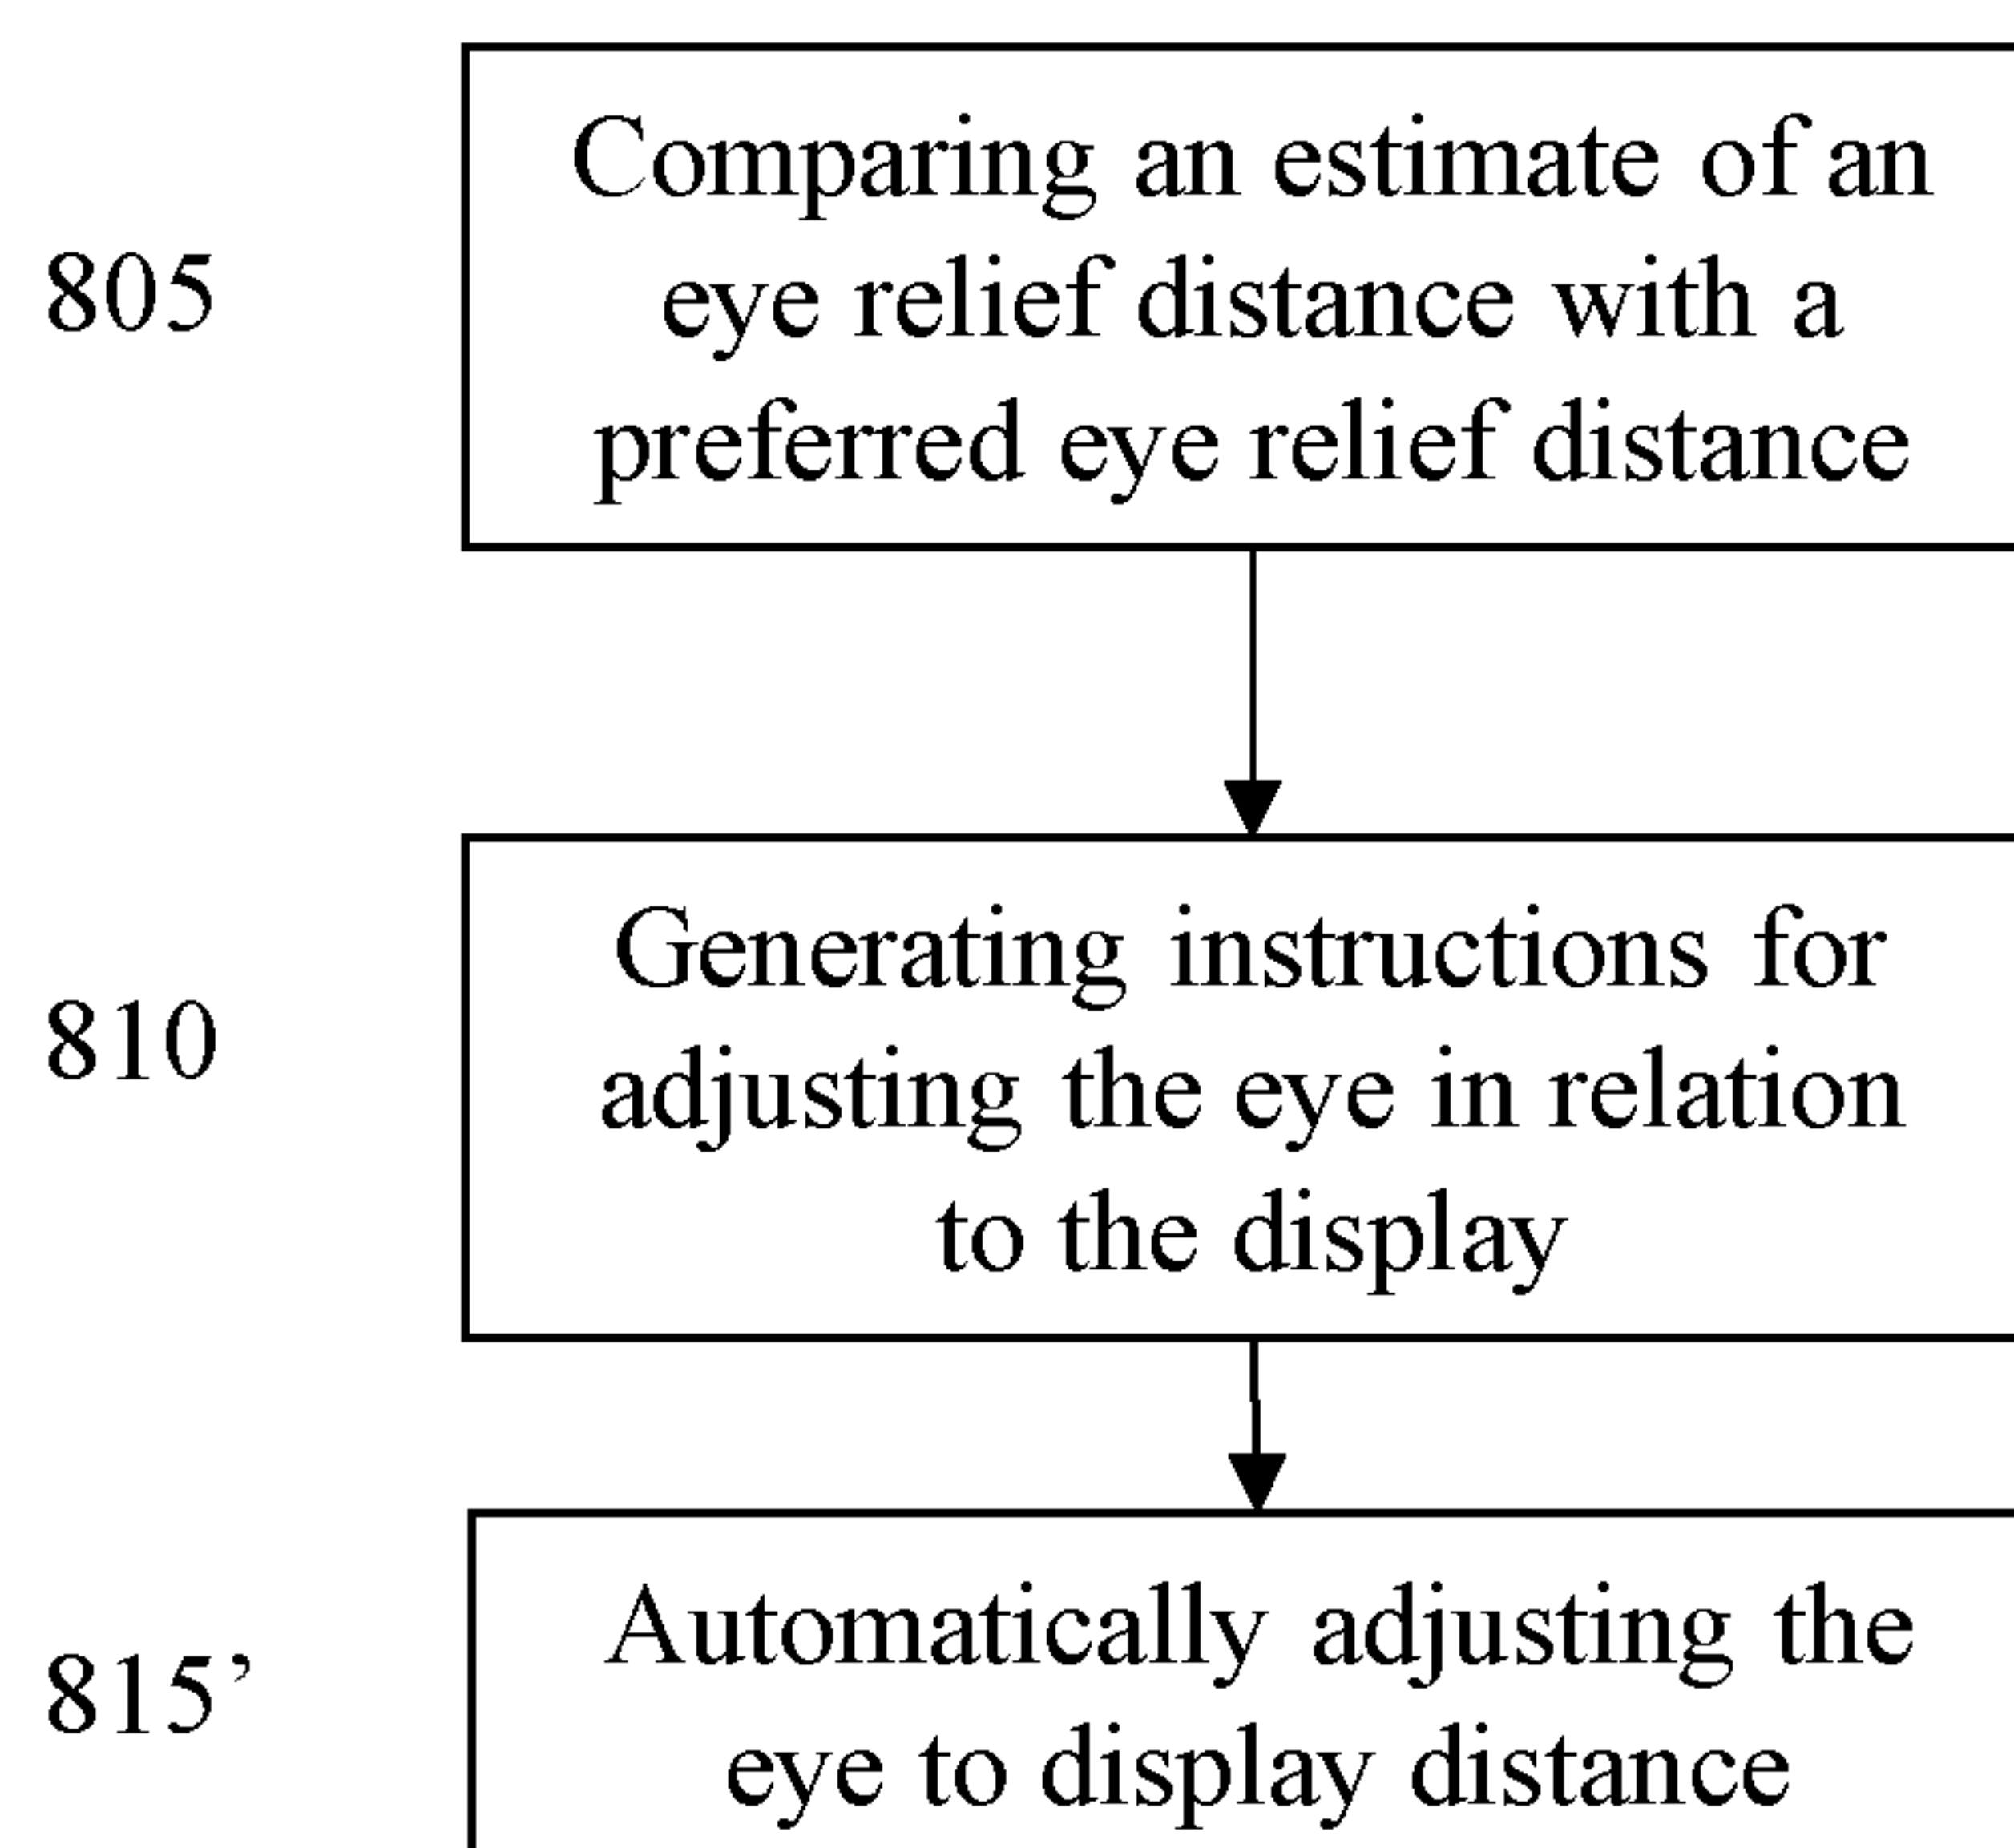 805
Comparing an estimate of an
eye relief distance with a
preferred eye relief distance
810
Generating instructions for
adjusting the eye in relation
to the display
815’
Automatically adjusting the
eye to display distance